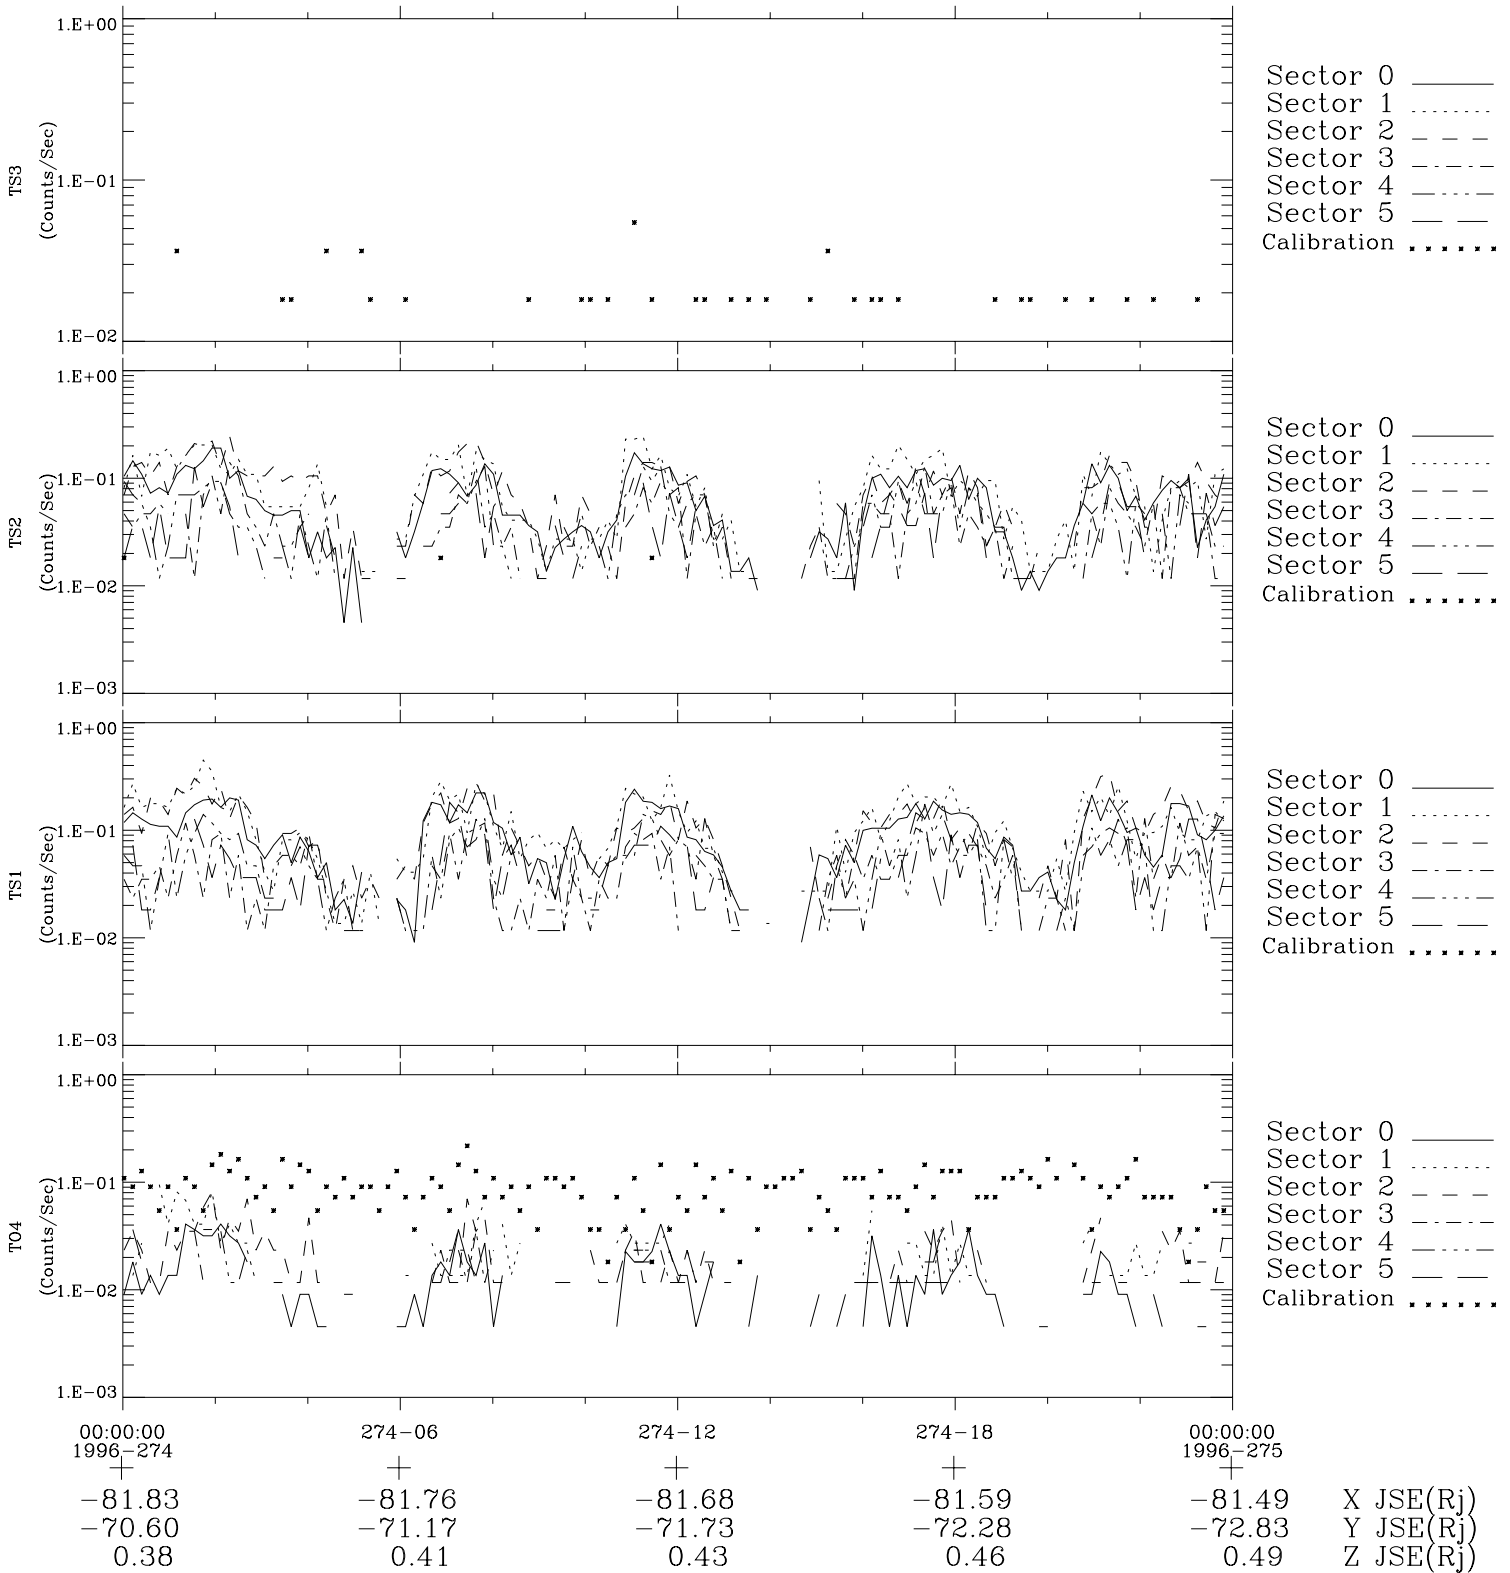 1.E+00
1.E-01
1.E-02
TS3
(Counts/Sec)
Sector 0
Sector 1
Sector 2
Sector 3
Sector 4
Sector 5
Calibration
1.E+00
1.E-01
1.E-02
1.E-03
TS2
(Counts/Sec)
Sector 0
Sector 1
Sector 2
Sector 3
Sector 4
Sector 5
Calibration
1.E+00
1.E-01
1.E-02
1.E-03
TS1
(Counts/Sec)
Sector 0
Sector 1
Sector 2
Sector 3
Sector 4
Sector 5
Calibration
1.E+00
1.E-01
1.E-02
1.E-03
TO4
(Counts/Sec)
Sector 0
Sector 1
Sector 2
Sector 3
Sector 4
Sector 5
Calibration
00:00:00 274-06 274-12 274-18 00:00:00
1996-274 1996-275
-81.83 -81.76 -81.68 -81.59 -81.49 X JSE(Rj)
-70.60 -71.17 -71.73 -72.28 -72.83 Y JSE(Rj)
0.38 0.41 0.43 0.46 0.49 Z JSE(Rj)